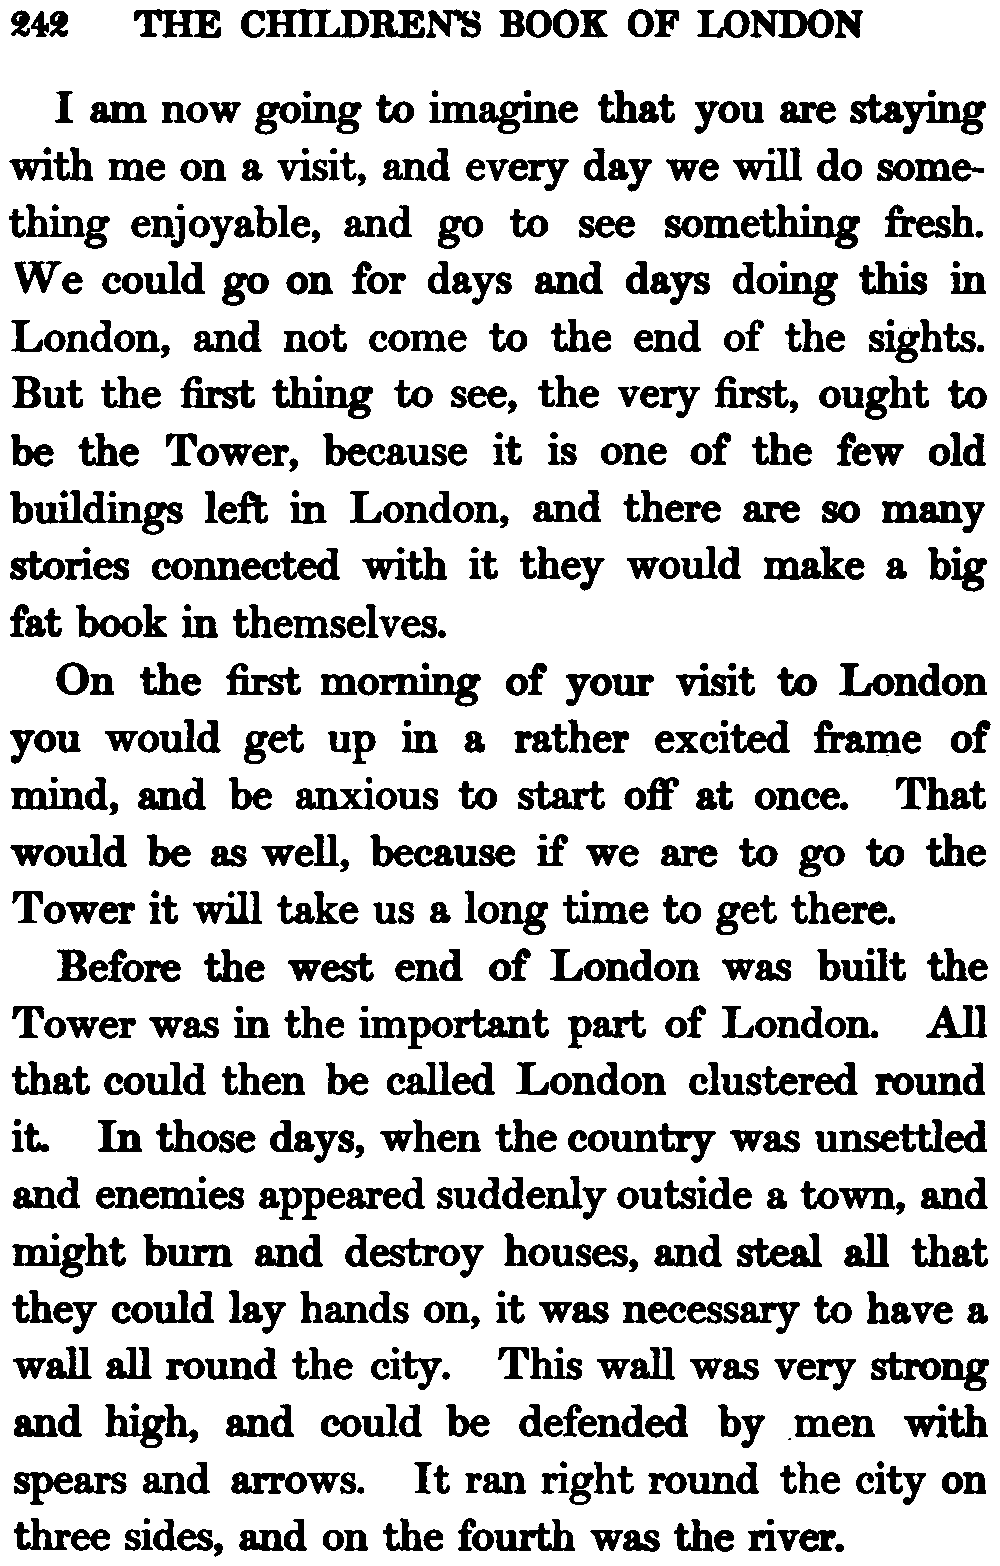 242 THE CHILDREN'S BOOK OF LONDON
I am now going to imagine that you are staying
with me on a visit, and every day we will do some-
thing enjoyable, and go to see something fresh.
We could go on for days and days doing this in
London, and not come to the end of the sights.
But the first thing to see, the very first, ought to
be the Tower, because it is one of the few old
buildings left in London, and there are so many
stories connected with it they would make a big
fat book in themselves.
On the first morning of your visit to London
you would get up in a rather excited frame of
mind, and be anxious to start off at once. That
would be as well, because if we are to go to the
Tower it will take us a long time to get there.
Before the west end of London was built the
Tower was in the important part of London. All
that could then be called London clustered round
it. In those days, when the country was unsettled
and enemies appeared suddenly outside a town, and
might burn and destroy houses, and steal all that
they could lay hands on, it was necessary to have a
wall all round the city. This wall was very strong
and high, and could be defended by men with
spears and arrows. It ran right round the city on
three sides, and on the fourth was the river.